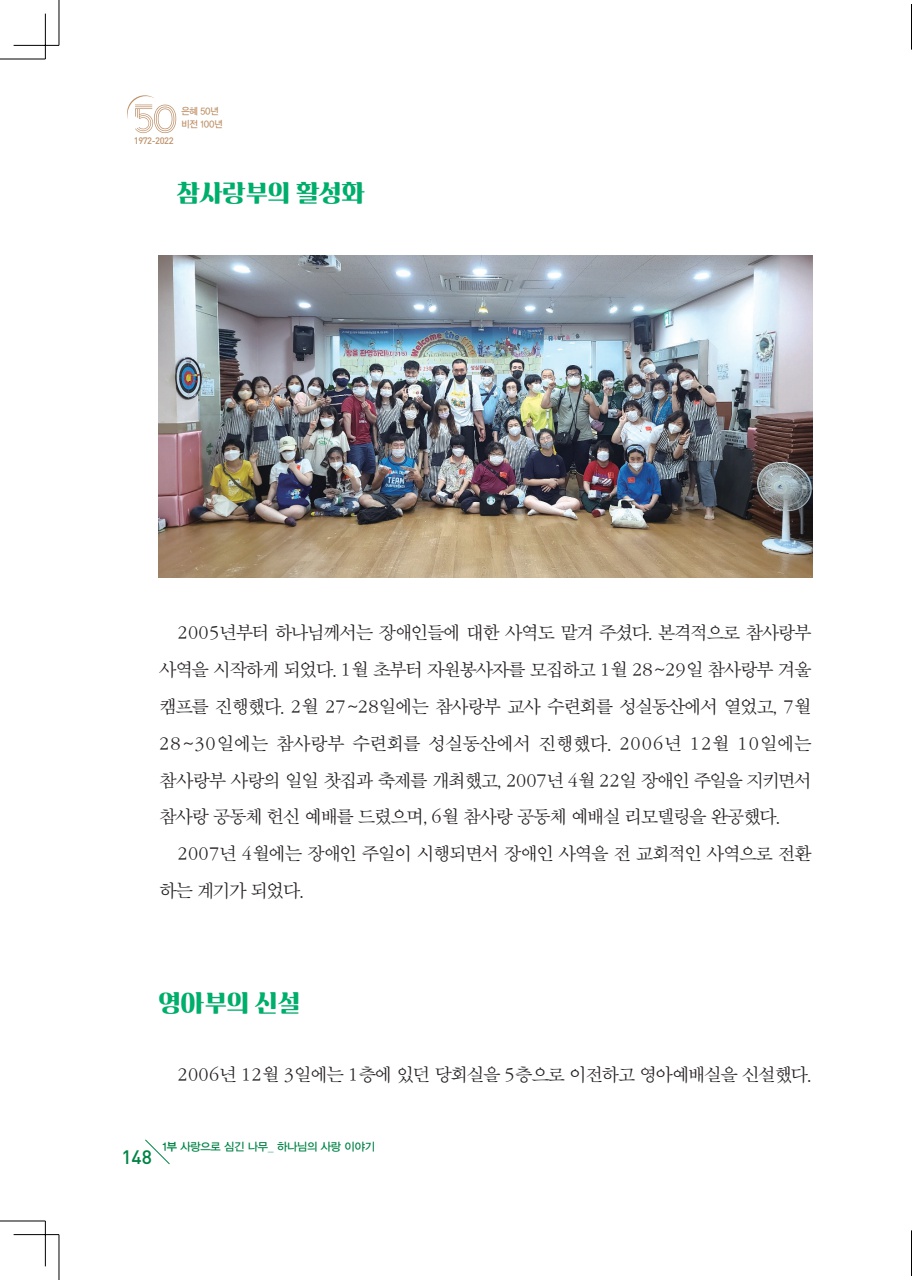 50
은혜 50년
비전 100년
1972-2022
참사랑부의 활성화
Welcome the
2005년부터 하나님께서는 장애인들에 대한 사역도 맡겨 주셨다. 본격적으로 참사랑부
사역을 시작하게 되었다. 1월 초부터 자원봉사자를 모집하고 1월 28~29일 참사랑부 겨울
캠프를 진행했다. 2월 27~28일에는 참사랑부 교사 수련회를 성실동산에서 열었고, 7월
28~30일에는 참사랑부 수련회를 성실동산에서 진행했다. 2006년 12월 10일에는
참사랑부 사랑의 일일 찻집과 축제를 개최했고, 2007년 4월 22일 장애인 주일을 지키면서
참사랑 공동체 헌신 예배를 드렸으며, 6월 참사랑 공동체 예배실 리모델링을 완공했다.
2007년 4월에는 장애인 주일이 시행되면서 장애인 사역을 전 교회적인 사역으로 전환
하는 계기가 되었다.
영아부의 신설
2006년 12월 3일에는 1층에 있던 당회실을 5층으로 이전하고 영아예배실을 신설했다.
148 1부 사랑으로 심긴 나무_ 하나님의 사랑 이야기